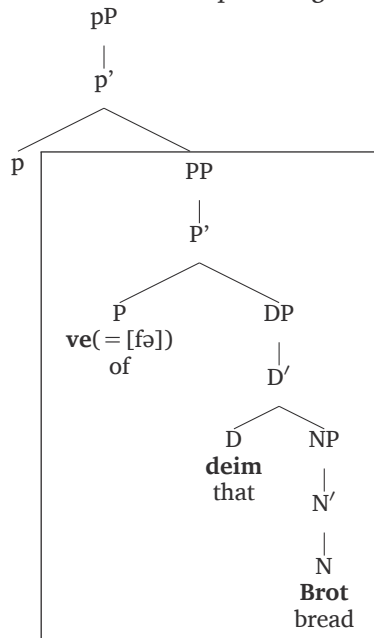 pP
p'
p PP
P'
P DP
ve(=[fə])
of
D′
D NP
deim
that
N′
N
Brot
bread